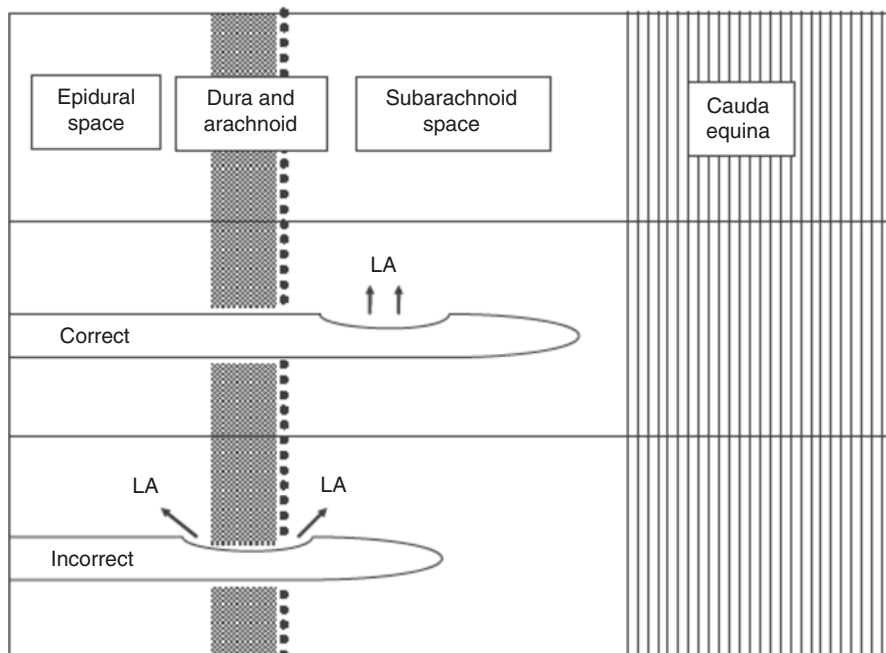 Epidural
space
Dura and
arachnoid
Subarachnoid
space
Cauda
equina
LA
Correct
LA
LA
Incorrect